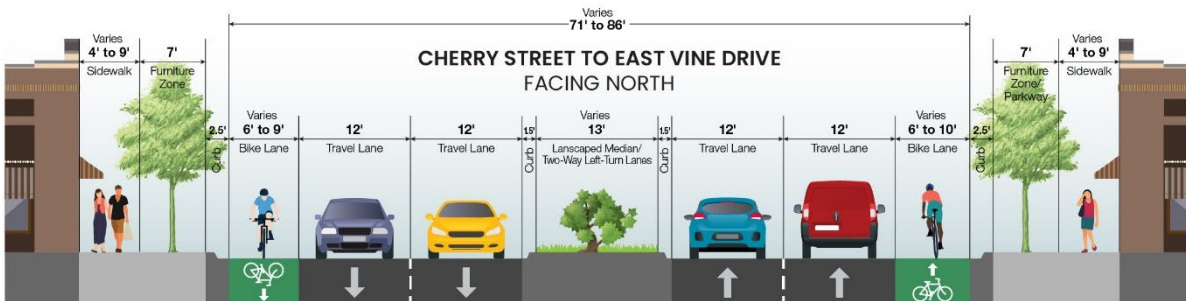 Varies
71' to 86'
CHERRY STREET TO EAST VINE DRIVE
FACING NORTH
Varies
4' to 9'
Sidewalk
7'
Furniture
Zone
2.5'
Curb
Varies
6' to 9'
Bike Lane
12'
Travel Lane
12'
Travel Lane
1.5'
Curb
Varies
13'
Lanscaped Median/
Two-Way Left-Turn Lanes
1.5'
Curb
12'
Travel Lane
12'
Travel Lane
Varies
6' to 10'
Bike Lane
2.5'
Curb
7'
Furniture
Zone/
Parkway
Varies
4' to 9'
Sidewalk